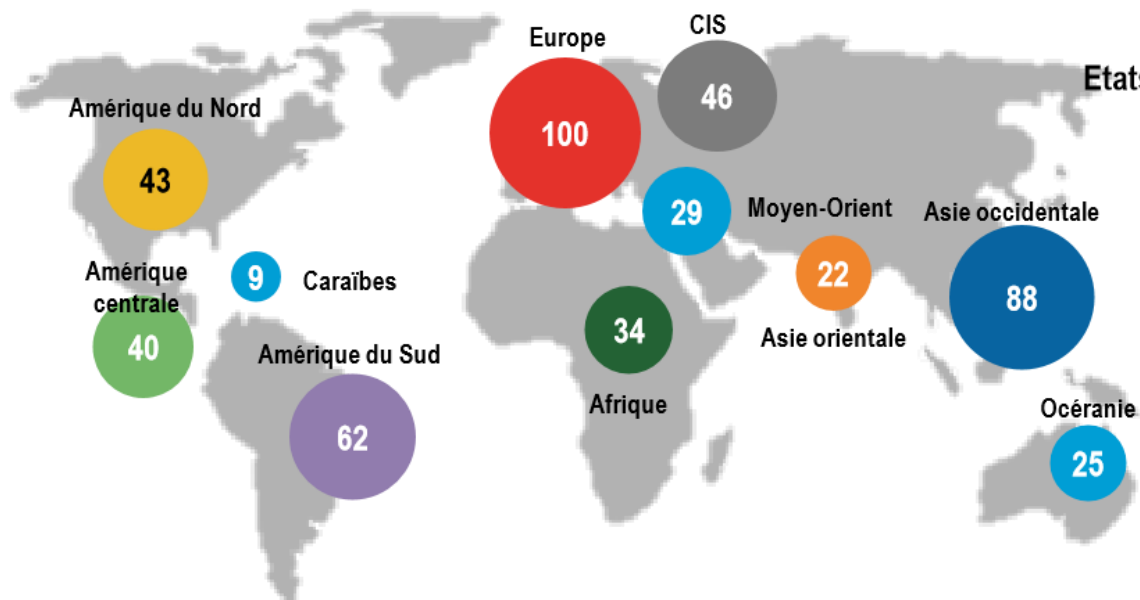 CIS
Europe
Etats
46
100
Amérique du Nord
43
29
Moyen-Orient
Asie occidentale
Amérique
centrale
9
Caraïbes
22
88
40
34
Asie orientale
Amérique du Sud
Afrique
62
Océranie
25